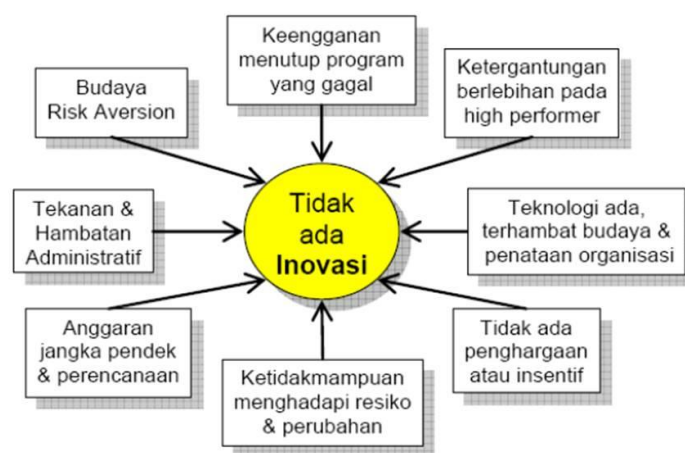 Keengganan
menutup program
yang gagal
Budaya
Risk Aversion
Ketergantungan
berlebihan pada
high performer
Tekanan &
Hambatan
Administratif
Tidak
ada
Inovasi
Teknologi ada,
terhambat budaya &
penataan organisasi
Anggaran
jangka pendek
& perencanaan
Ketidakmampuan
menghadapi resiko
& perubahan
Tidak ada
penghargaan
atau insentif